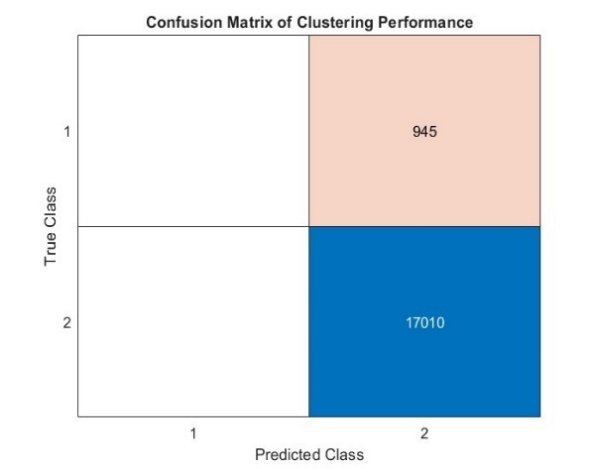 Confusion Matrix of Clustering Performance
1
945
True Class
2
17010
1
2
Predicted Class